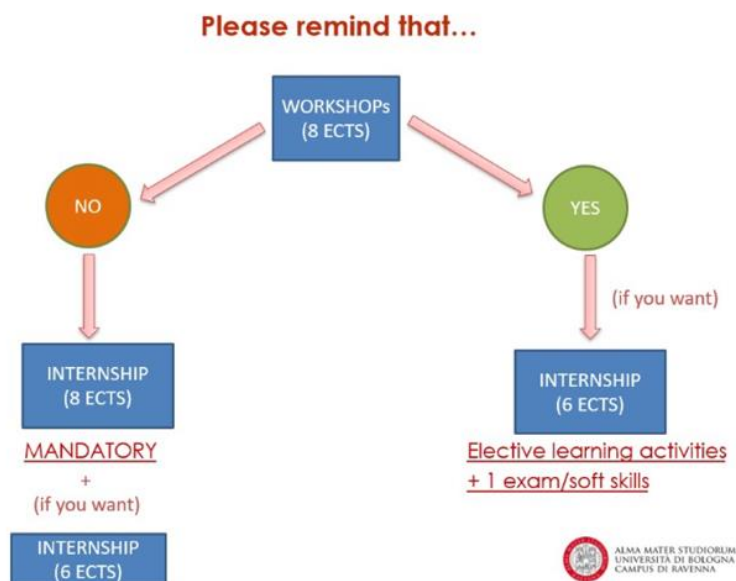 Please remind that...
WORKSHOPs
(8 ECTS)
NO
YES
(if you want)
INTERNSHIP
(8 ECTS)
INTERNSHIP
(6 ECTS)
MANDATORY
+
(if you want)
Elective learning activities
+ 1 exam/soft skills
INTERNSHIP
(6 ECTS)
ALMA MATER STUDIORUM
UNIVERSITÀ DI BOLOGNA
CAMPUS DI RAVENNA